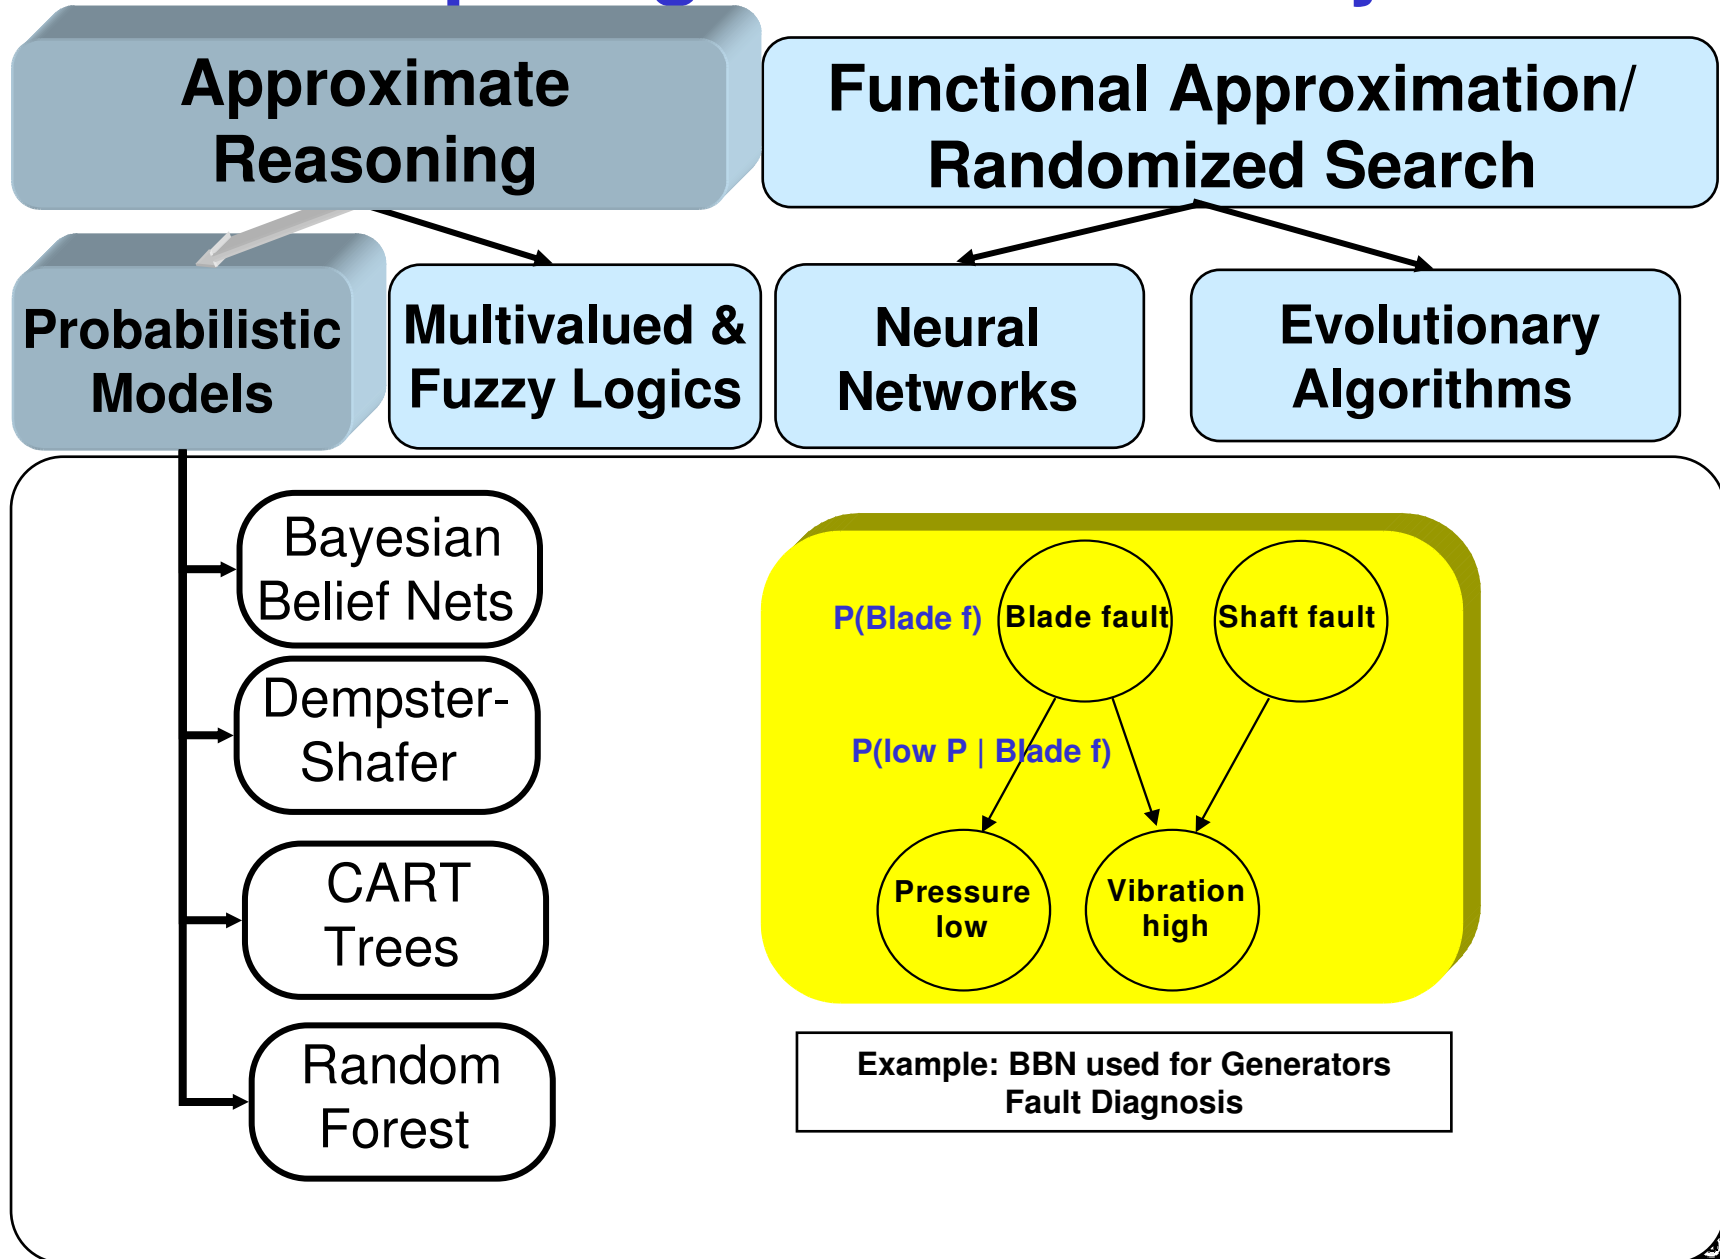 Approximate
Reasoning
Functional Approximation/
Randomized Search
Probabilistic
Models
Multivalued &
Fuzzy Logics
Neural
Networks
Evolutionary
Algorithms
Bayesian
Belief Nets
Dempster-
Shafer
CART
Trees
Random
Forest
P(Blade f)
Blade fault
Shaft fault
P(low P | Blade f)
Pressure
low
Vibration
high
Example: BBN used for Generators
Fault Diagnosis